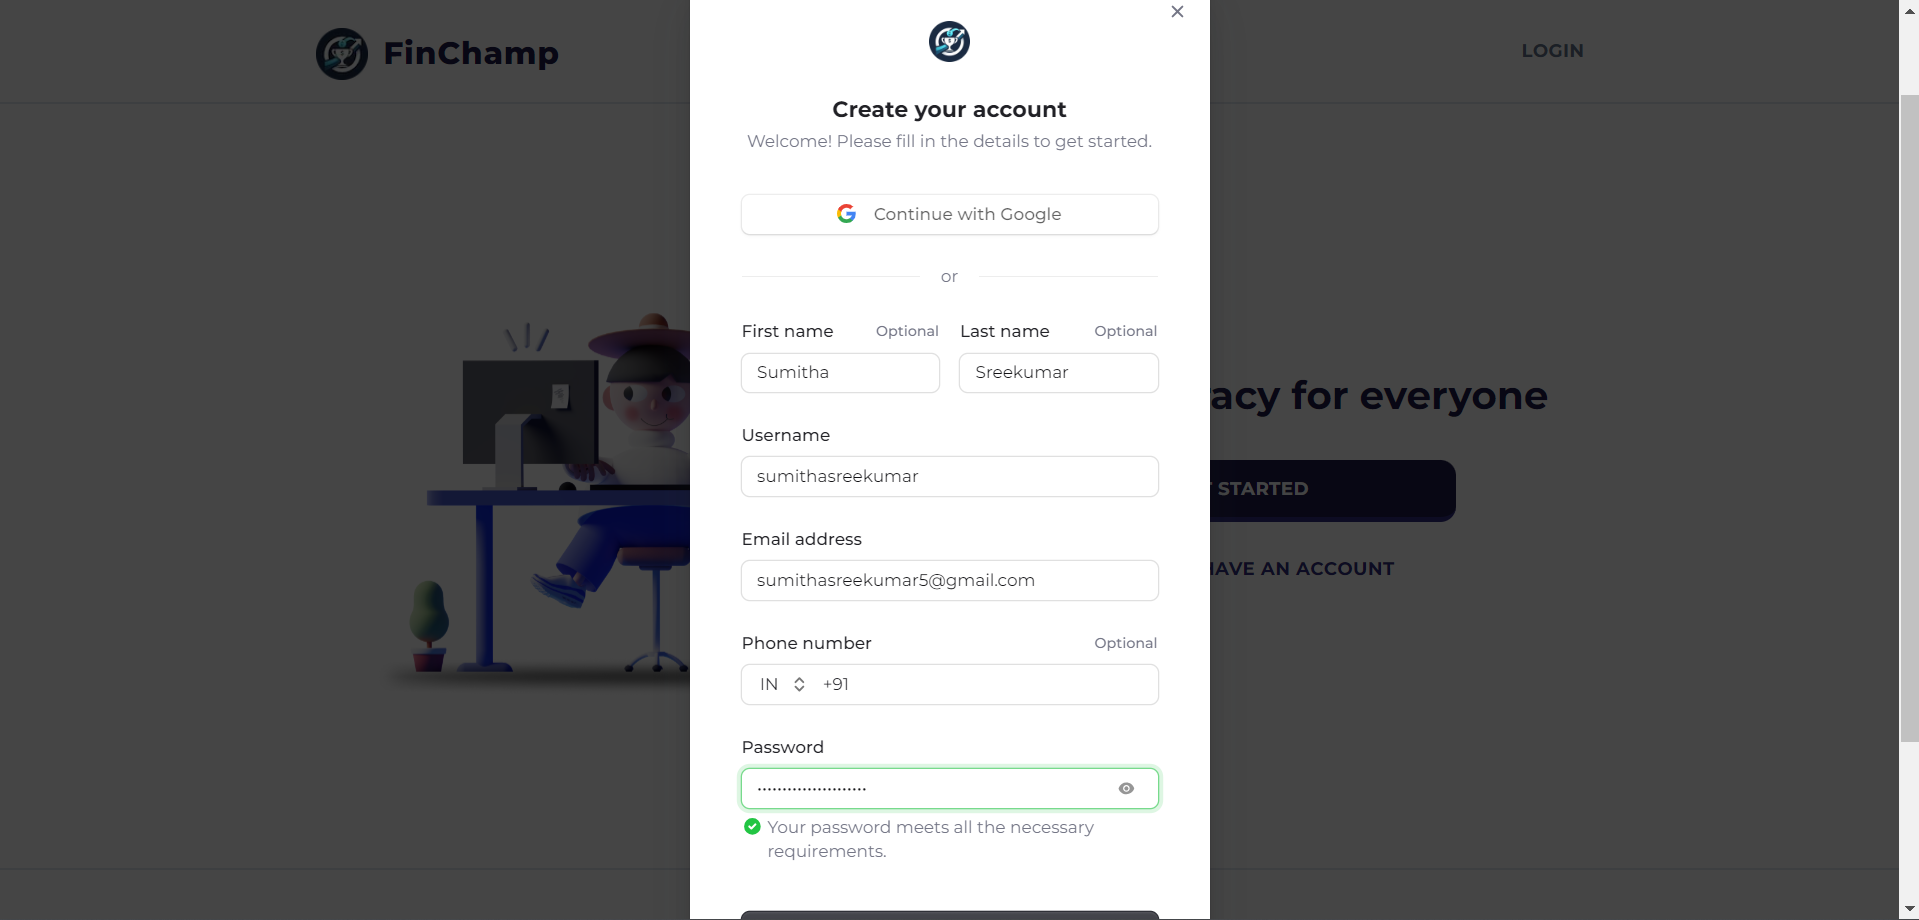 FinChamp
LOGIN
Create your account
Welcome! Please fill in the details to get started.
Continue with Google
or
First name Optional Last name Optional
Sumitha Sreekumar
Username
sumithasreekumar
Email address
sumithasreekumar5@gmail.com
Phone number Optional
IN +91
Password
••••••••••••••••••••••
Your password meets all the necessary
requirements.
for everyone
STARTED
AN ACCOUNT